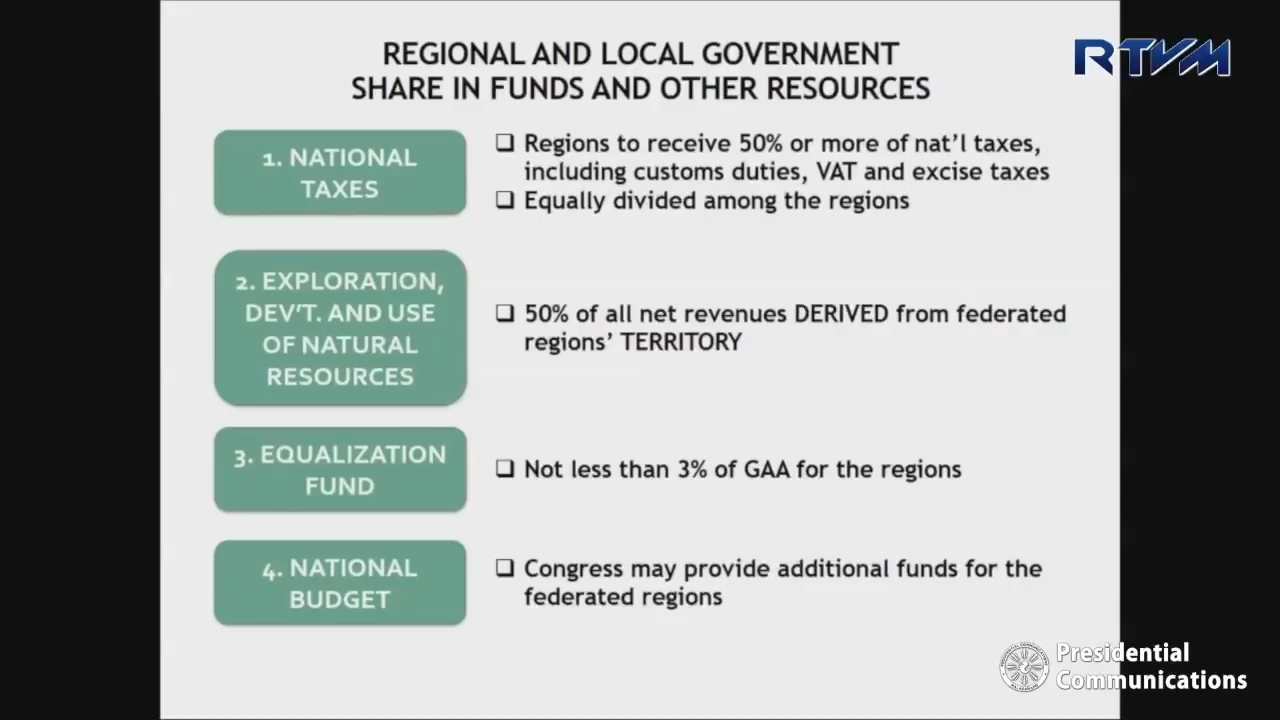 REGIONAL AND LOCAL GOVERNMENT
SHARE IN FUNDS AND OTHER RESOURCES
RTVM
1. NATIONAL
TAXES
❑ Regions to receive 50% or more of nat'l taxes,
including customs duties, VAT and excise taxes
❑ Equally divided among the regions
2. EXPLORATION,
DEV'T. AND USE
OF NATURAL
RESOURCES
❑ 50% of all net revenues DERIVED from federated
regions' TERRITORY
3. EQUALIZATION
FUND
❑ Not less than 3% of GAA for the regions
4. NATIONAL
BUDGET
❑ Congress may provide additional funds for the
federated regions
Presidential
Communications